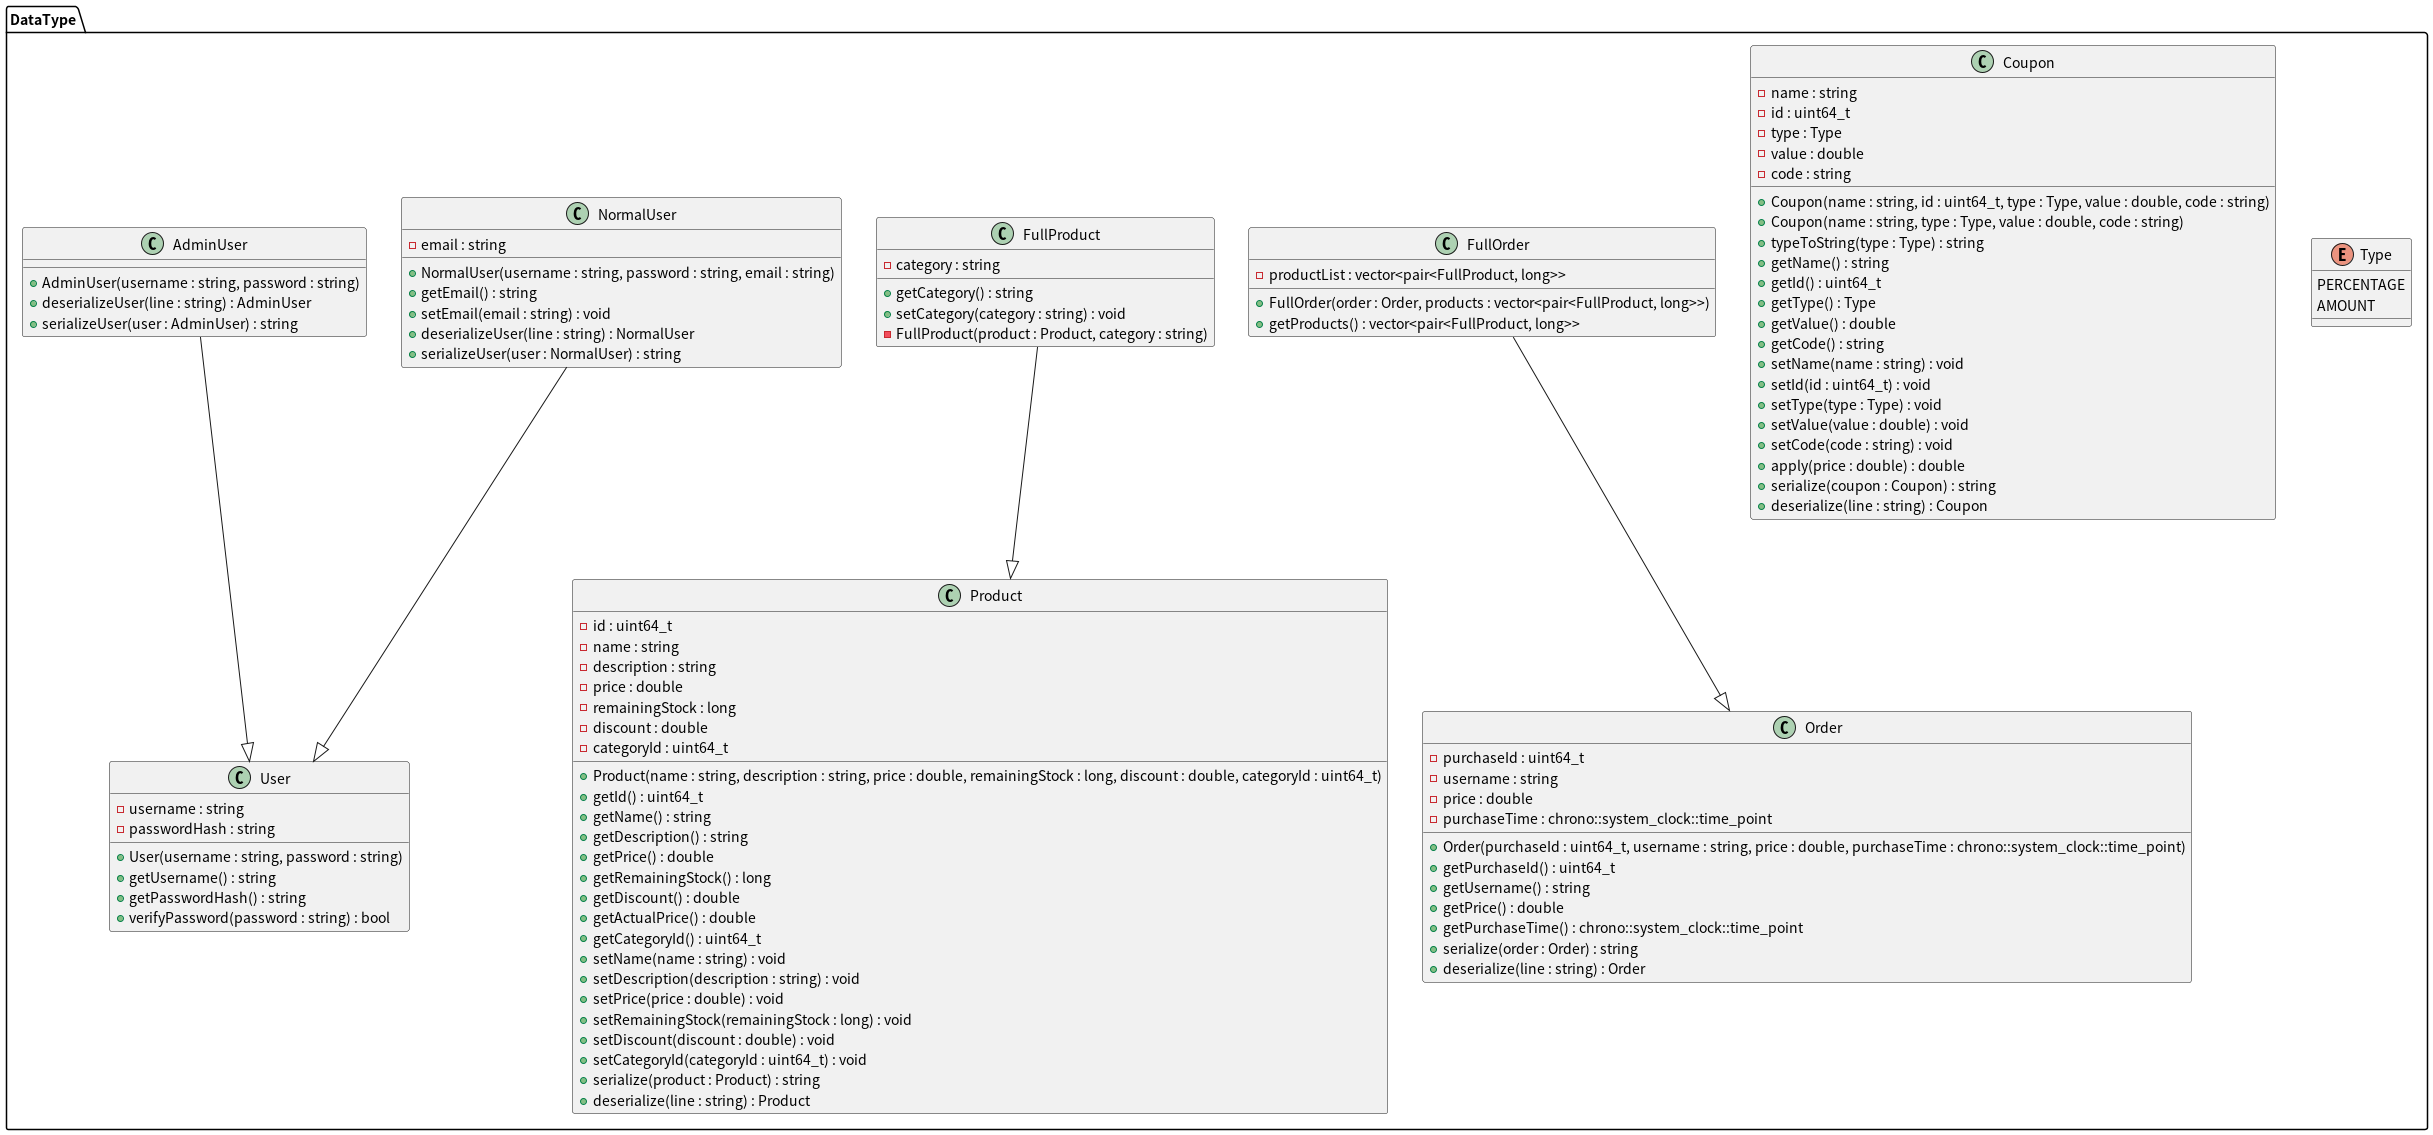 DataType
C AdminUser
AdminUser(username : string, password : string)
deserializeUser(line : string) : AdminUser
serializeUser(user : AdminUser) : string
C NormalUser
email : string
NormalUser(username : string, password : string, email : string)
getEmail() : string
setEmail(email : string) : void
deserializeUser(line : string) : NormalUser
serializeUser(user : NormalUser) : string
C FullProduct
category : string
getCategory() : string
setCategory(category : string) : void
FullProduct(product : Product, category : string)
C FullOrder
productList : vector<pair<FullProduct, long>>
FullOrder(order : Order, products : vector<pair<FullProduct, long>>)
getProducts() : vector<pair<FullProduct, long>>
C Coupon
name : string
id : uint64_t
type : Type
value : double
code : string
Coupon(name : string, id : uint64_t, type : Type, value : double, code : string)
Coupon(name : string, type : Type, value : double, code : string)
typeToString(type : Type) : string
getName() : string
getId() : uint64_t
getType() : Type
getValue() : double
getCode() : string
setName(name : string) : void
setId(id : uint64_t) : void
setType(type : Type) : void
setValue(value : double) : void
setCode(code : string) : void
apply(price : double) : double
serialize(coupon : Coupon) : string
deserialize(line : string) : Coupon
E Type
PERCENTAGE
AMOUNT
C User
username : string
passwordHash : string
User(username : string, password : string)
getUsername() : string
getPasswordHash() : string
verifyPassword(password : string) : bool
C Product
id : uint64_t
name : string
description : string
price : double
remainingStock : long
discount : double
categoryId : uint64_t
Product(name : string, description : string, price : double, remainingStock : long, discount : double, categoryId : uint64_t)
getId() : uint64_t
getName() : string
getDescription() : string
getPrice() : double
getRemainingStock() : long
getDiscount() : double
getActualPrice() : double
getCategoryId() : uint64_t
setName(name : string) : void
setDescription(description : string) : void
setPrice(price : double) : void
setRemainingStock(remainingStock : long) : void
setDiscount(discount : double) : void
setCategoryId(categoryId : uint64_t) : void
serialize(product : Product) : string
deserialize(line : string) : Product
C Order
purchaseId : uint64_t
username : string
price : double
purchaseTime : chrono::system_clock::time_point
Order(purchaseId : uint64_t, username : string, price : double, purchaseTime : chrono::system_clock::time_point)
getPurchaseId() : uint64_t
getUsername() : string
getPrice() : double
getPurchaseTime() : chrono::system_clock::time_point
serialize(order : Order) : string
deserialize(line : string) : Order